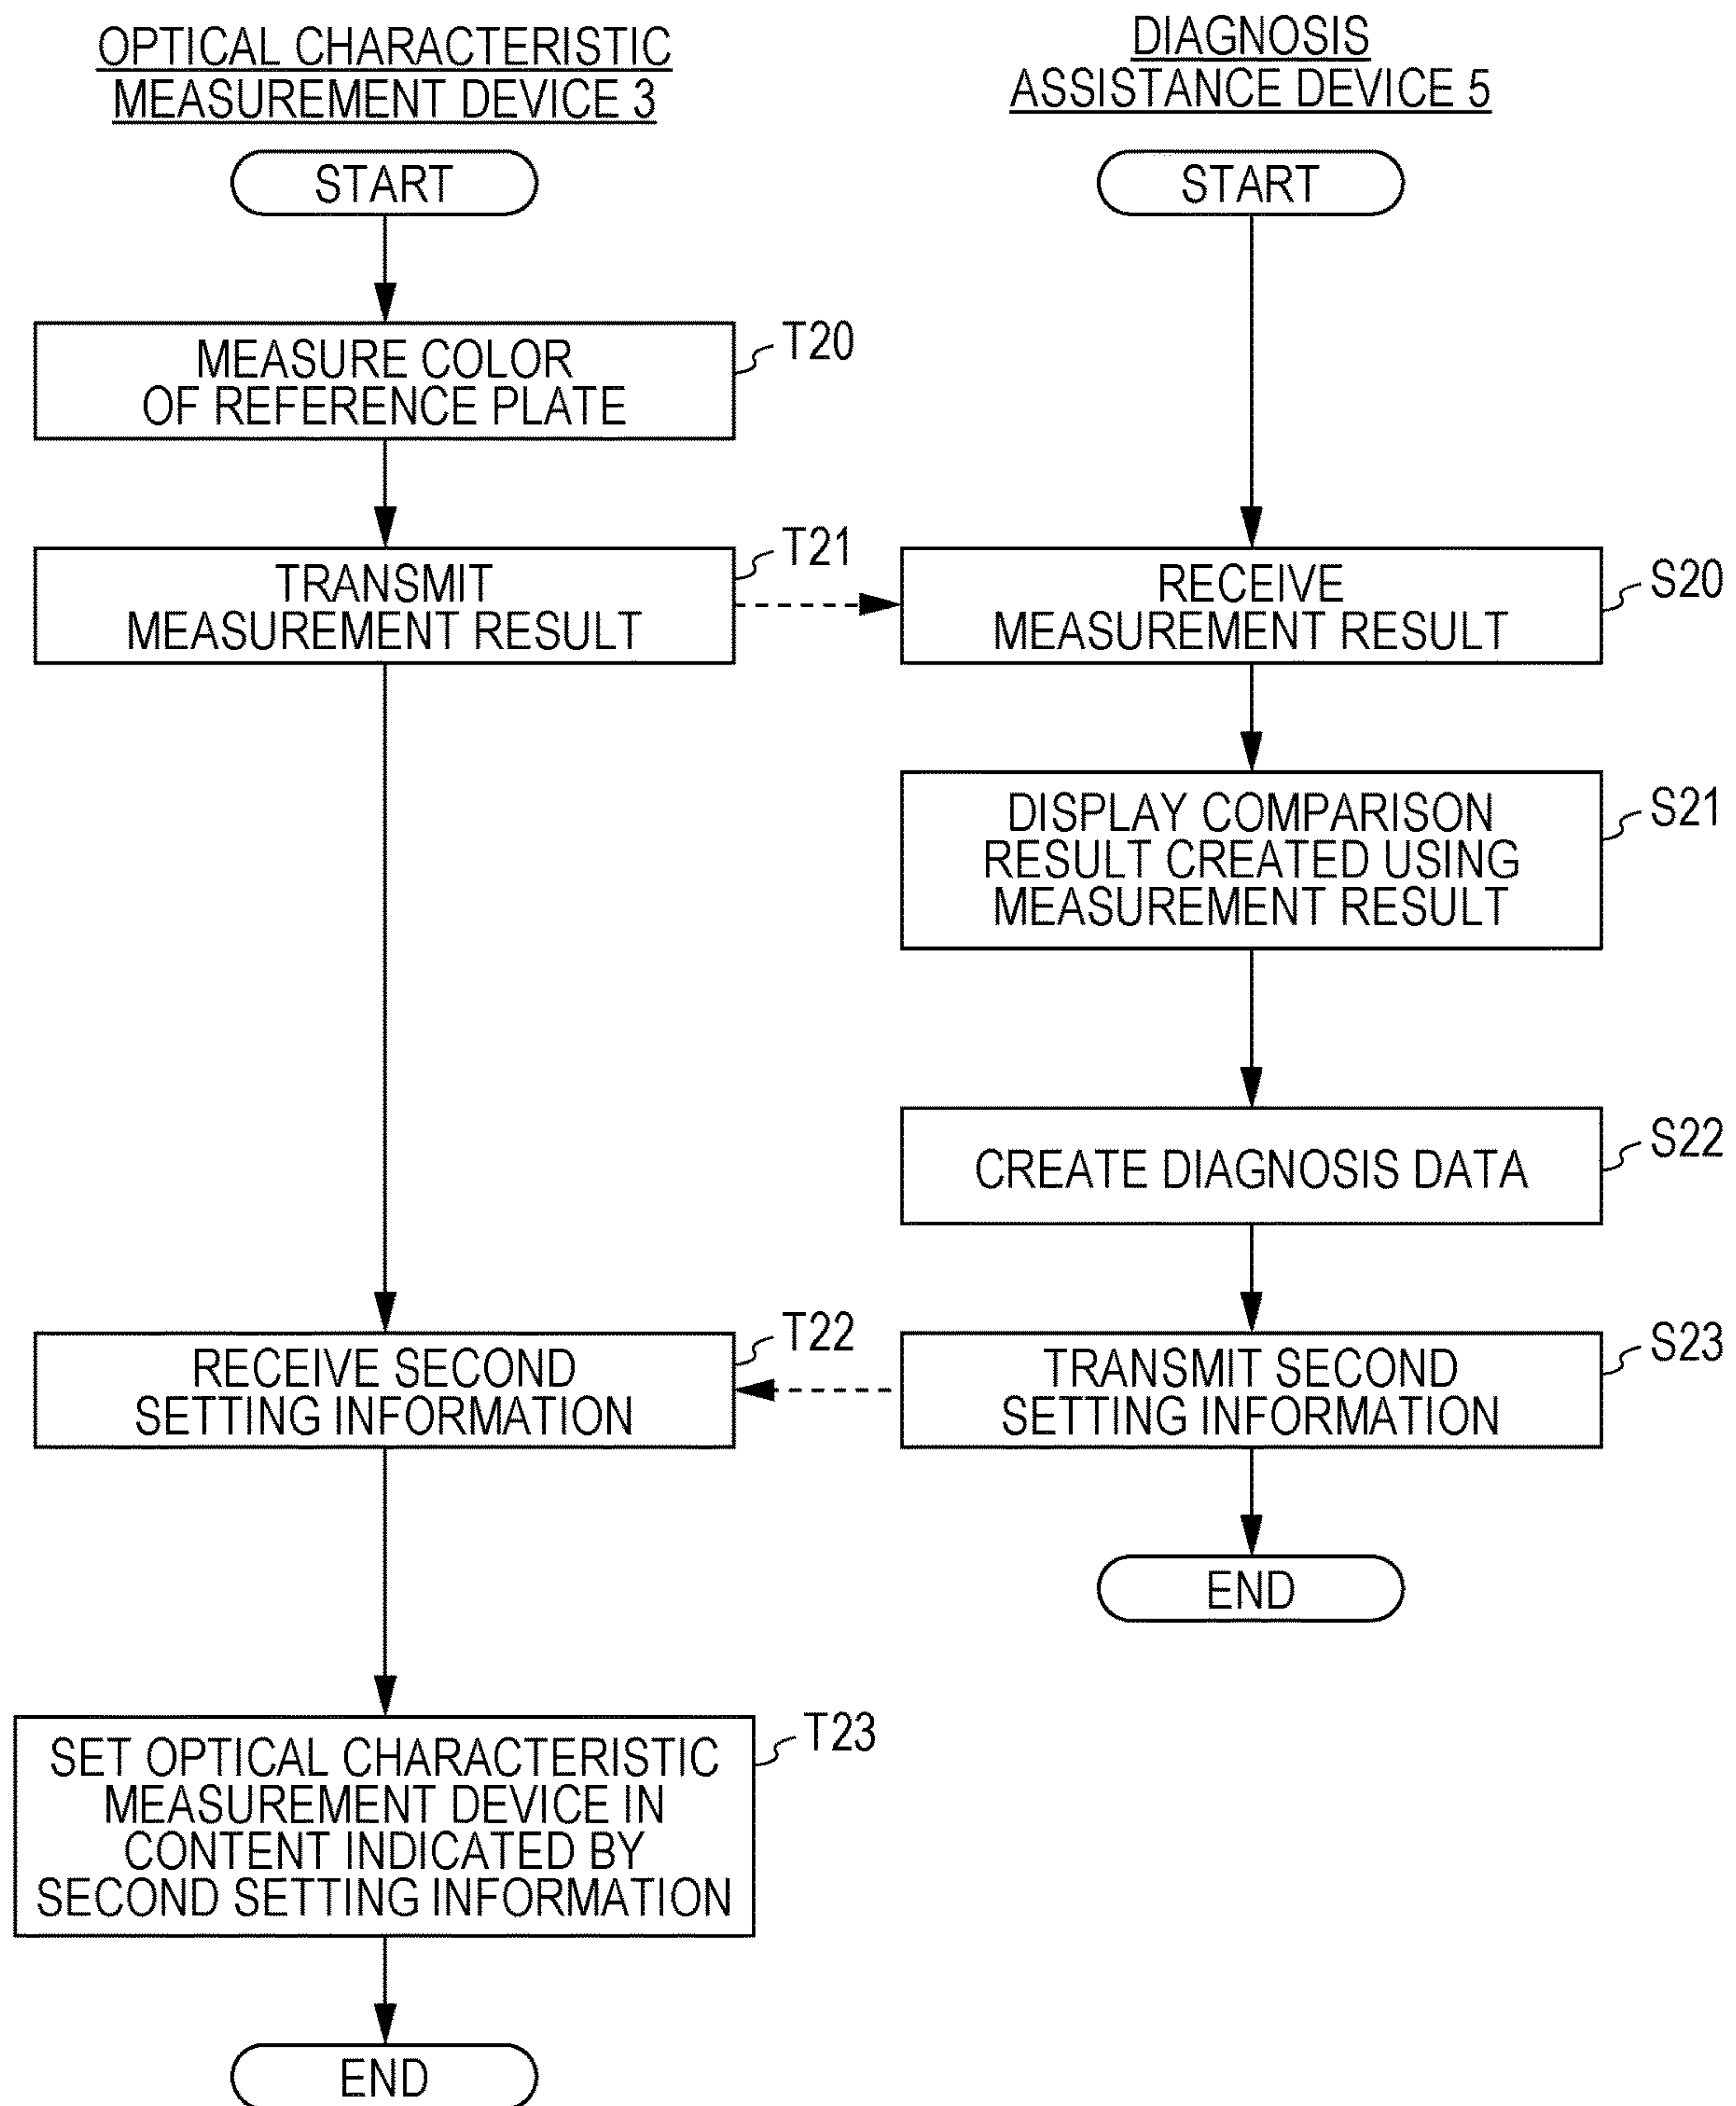 OPTICAL CHARACTERISTIC
MEASUREMENT DEVICE 3
START
MEASURE COLOR
OF REFERENCE PLATE
T20
TRANSMIT
MEASUREMENT RESULT
T21
RECEIVE SECOND
SETTING INFORMATION
T22
SET OPTICAL CHARACTERISTIC
MEASUREMENT DEVICE IN
CONTENT INDICATED BY
SECOND SETTING INFORMATION
T23
END
DIAGNOSIS
ASSISTANCE DEVICE 5
START
RECEIVE
MEASUREMENT RESULT
S20
DISPLAY COMPARISON
RESULT CREATED USING
MEASUREMENT RESULT
S21
CREATE DIAGNOSIS DATA
S22
TRANSMIT SECOND
SETTING INFORMATION
S23
END